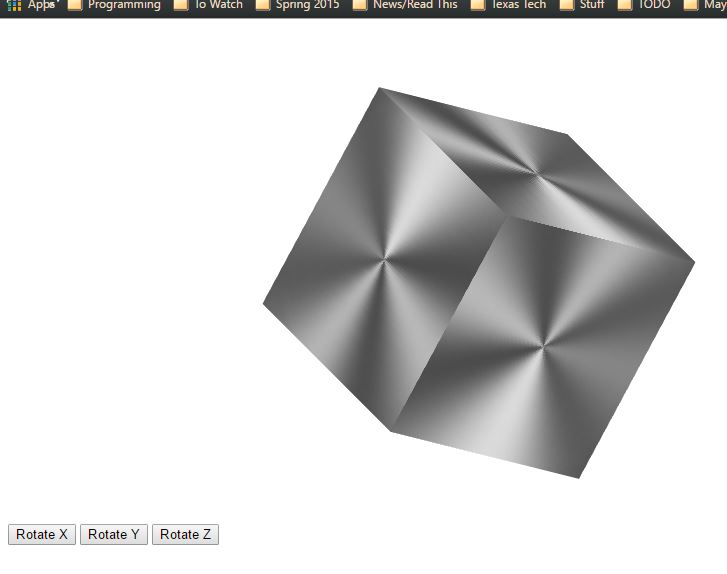 Apps Programming To Watch Spring 2015 News/Read This Texas Tech Stuff TODO May
Rotate X Rotate Y Rotate Z